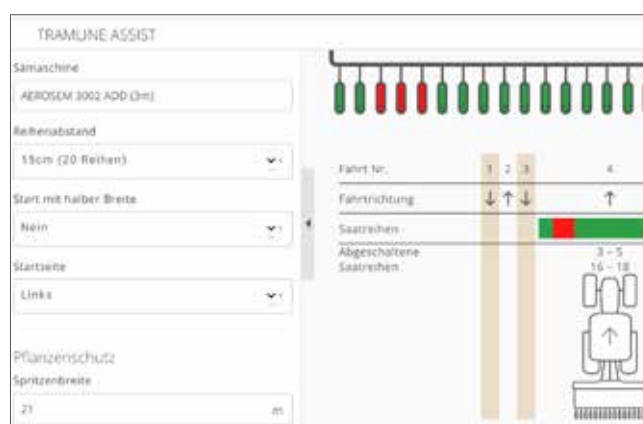 TRAMLINE ASSIST
Sämaschine
AEROSEM 3002 ADD (3m)
Reihenabstand
15cm (20 Reihen)
Start mit halber Breite
Nein
Startseite
Links
Pflanzenschutz
Spritzenbreite
21 m
Fahrt Nr. 1 2 3 4
Fahrtrichtung ↓ ↑ ↓ ↑
Saatreihen
Abgeschaltene 3 – 5
Saatreihen 16 – 18